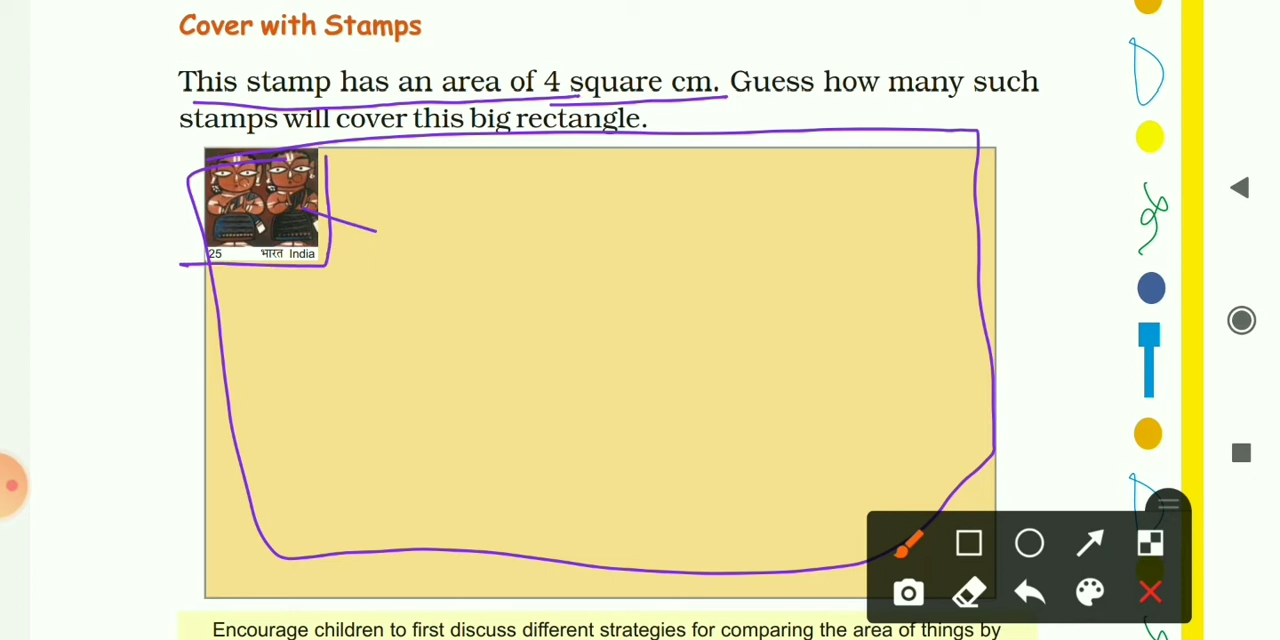 Cover with Stamps
This stamp has an area of 4 square cm. Guess how many such
stamps will cover this big rectangle.
25 भारत India
Encourage children to first discuss different strategies for comparing the area of things by